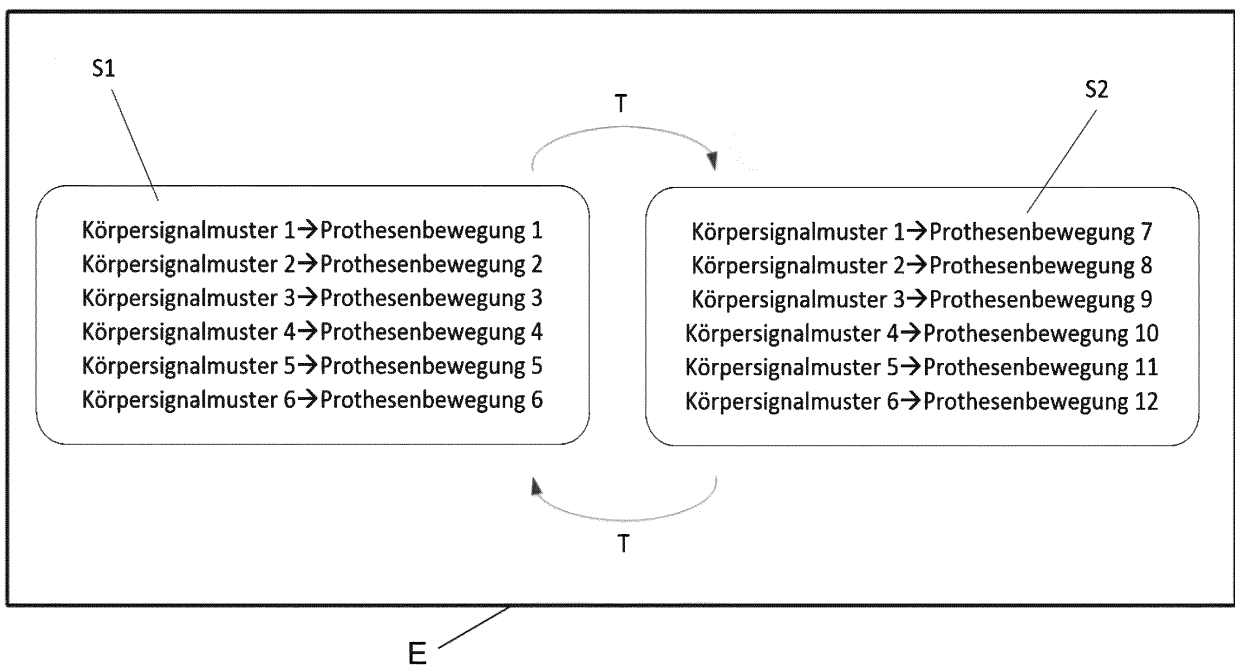 S1
T
S2
Körpersignalmuster 1→Prothesenbewegung 1
Körpersignalmuster 2→Prothesenbewegung 2
Körpersignalmuster 3→Prothesenbewegung 3
Körpersignalmuster 4→Prothesenbewegung 4
Körpersignalmuster 5→Prothesenbewegung 5
Körpersignalmuster 6→Prothesenbewegung 6
Körpersignalmuster 1→Prothesenbewegung 7
Körpersignalmuster 2→Prothesenbewegung 8
Körpersignalmuster 3→Prothesenbewegung 9
Körpersignalmuster 4→Prothesenbewegung 10
Körpersignalmuster 5→Prothesenbewegung 11
Körpersignalmuster 6→Prothesenbewegung 12
T
E